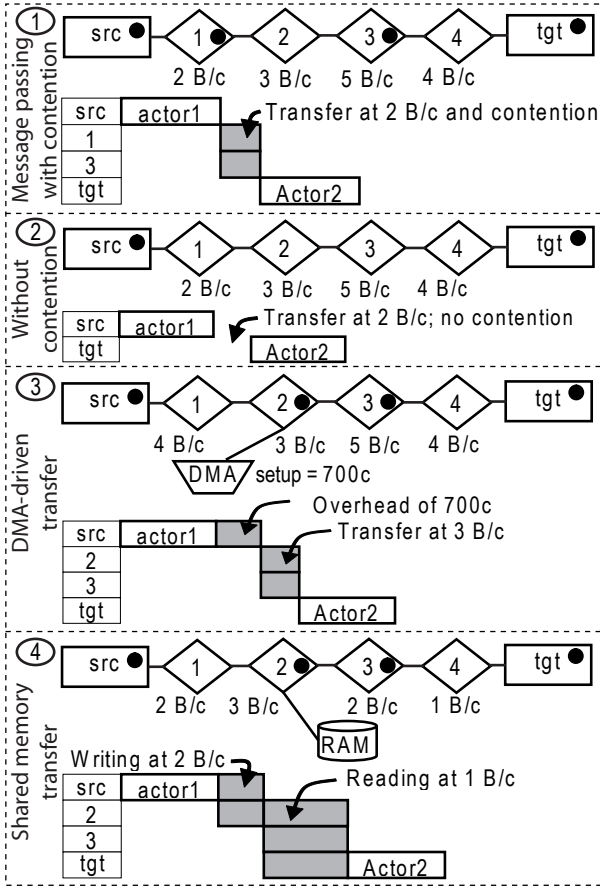 1
Message passing
with contention
src 1 2 3 4 tgt
2 B/c 3 B/c 5 B/c 4 B/c
src actor1 Transfer at 2 B/c and contention
1
3
tgt Actor2
2
Without
contention
src 1 2 3 4 tgt
2 B/c 3 B/c 5 B/c 4 B/c
src actor1 Transfer at 2 B/c; no contention
tgt Actor2
3
DMA-driven
transfer
src 1 2 3 4 tgt
4 B/c 3 B/c 5 B/c 4 B/c
DMA setup = 700c
Overhead of 700c
src actor1 Transfer at 3 B/c
2
3
tgt Actor2
4
Shared memory
transfer
src 1 2 3 4 tgt
2 B/c 3 B/c 2 B/c 1 B/c
RAM
Writing at 2 B/c
Reading at 1 B/c
src actor1
2
3
tgt Actor2